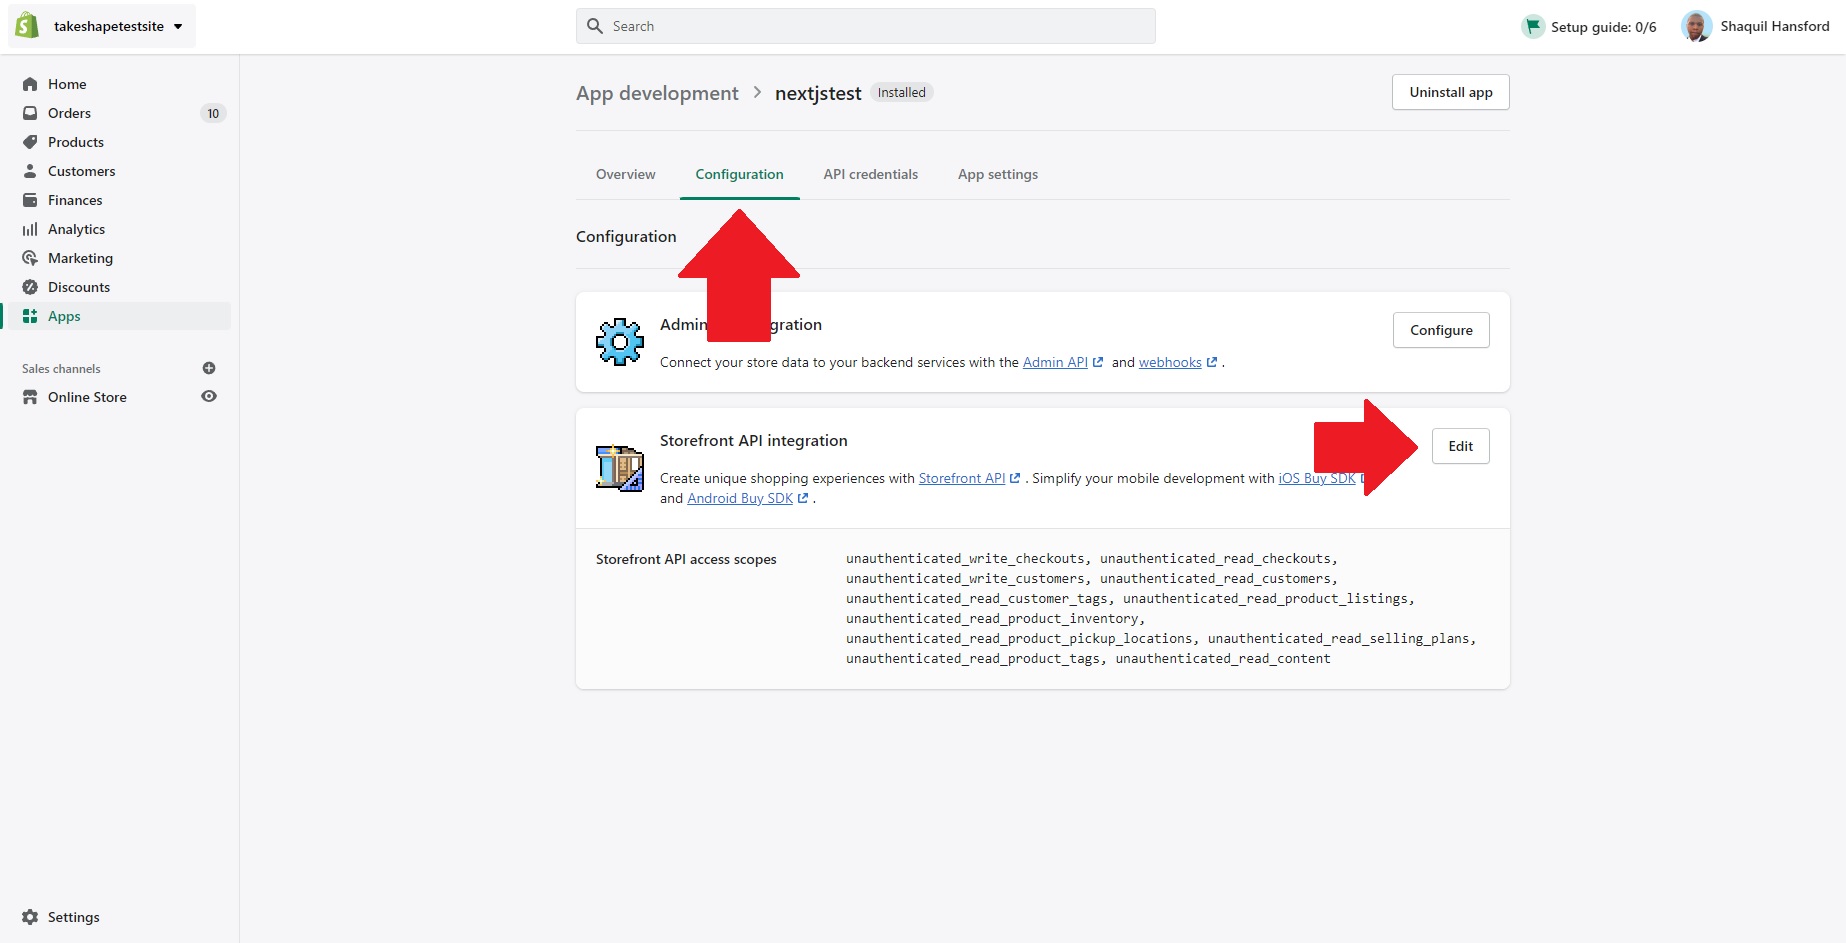 takeshapetestsite
Search
Setup guide: 0/6
Shaquil Hansford
Home
Orders 10
Products
Customers
Finances
Analytics
Marketing
Discounts
Apps
Sales channels
Online Store
Settings
App development > nextjstest Installed
Uninstall app
Overview Configuration API credentials App settings
Configuration
Admin gration
Configure
Connect your store data to your backend services with the Admin API and webhooks .
Storefront API integration
Edit
Create unique shopping experiences with Storefront API . Simplify your mobile development with iOS Buy SDK
and Android Buy SDK .
Storefront API access scopes
unauthenticated_write_checkouts, unauthenticated_read_checkouts,
unauthenticated_write_customers, unauthenticated_read_customers,
unauthenticated_read_customer_tags, unauthenticated_read_product_listings,
unauthenticated_read_product_inventory,
unauthenticated_read_product_pickup_locations, unauthenticated_read_selling_plans,
unauthenticated_read_product_tags, unauthenticated_read_content